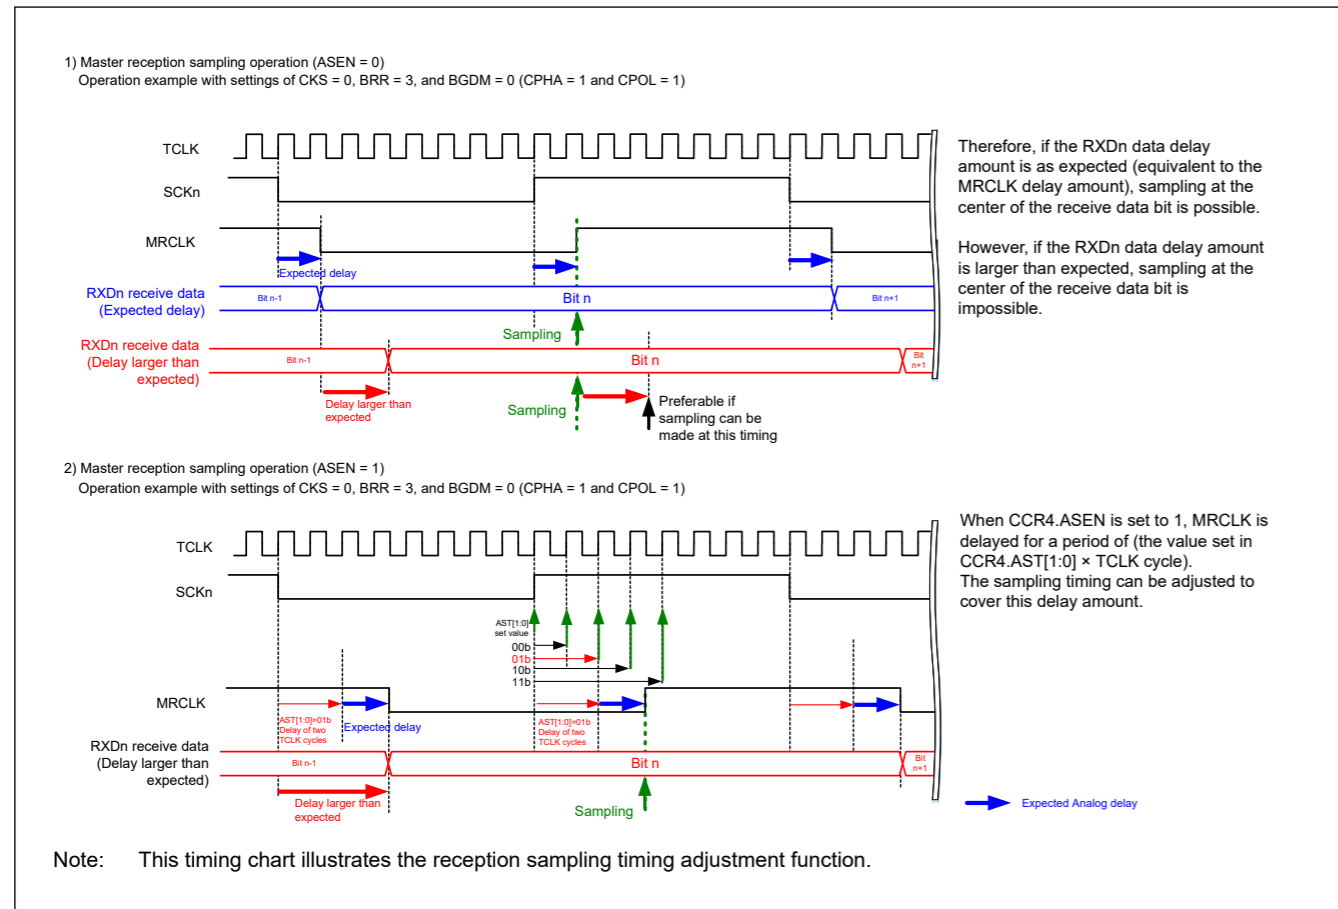 1) Master reception sampling operation (ASEN = 0)
Operation example with settings of CKS = 0, BRR = 3, and BGDM = 0 (CPHA = 1 and CPOL = 1)
TCLK
SCKn
MRCLK
Expected delay
RXDn receive data
(Expected delay)
Bit n-1
Bit n
Bit n+1
Sampling
RXDn receive data
(Delay larger than
expected)
Bit n-1
Bit n
Bit
n+1
Delay larger than
expected
Sampling
Preferable if
sampling can be
made at this timing
Therefore, if the RXDn data delay
amount is as expected (equivalent to the
MRCLK delay amount), sampling at the
center of the receive data bit is possible.
However, if the RXDn data delay amount
is larger than expected, sampling at the
center of the receive data bit is
impossible.
2) Master reception sampling operation (ASEN = 1)
Operation example with settings of CKS = 0, BRR = 3, and BGDM = 0 (CPHA = 1 and CPOL = 1)
TCLK
SCKn
AST[1:0]
set value
00b
01b
10b
11b
MRCLK
AST[1:0]=01b
Delay of two
TCLK cycles
Expected delay
AST[1:0]=01b
Delay of two
TCLK cycles
RXDn receive data
(Delay larger than
expected)
Bit n-1
Bit n
Bit
n+1
Delay larger than
expected
Sampling
When CCR4.ASEN is set to 1, MRCLK is
delayed for a period of (the value set in
CCR4.AST[1:0] × TCLK cycle).
The sampling timing can be adjusted to
cover this delay amount.
Expected Analog delay
Note: This timing chart illustrates the reception sampling timing adjustment function.